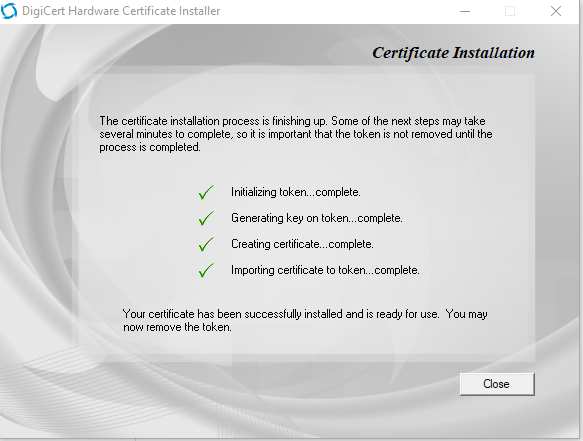 DigiCert Hardware Certificate Installer
Certificate Installation
The certificate installation process is finishing up. Some of the next steps may take
several minutes to complete, so it is important that the token is not removed until the
process is completed.
Initializing token...complete.
Generating key on token...complete.
Creating certificate...complete.
Importing certificate to token...complete.
Your certificate has been successfully installed and is ready for use. You may
now remove the token.
Close